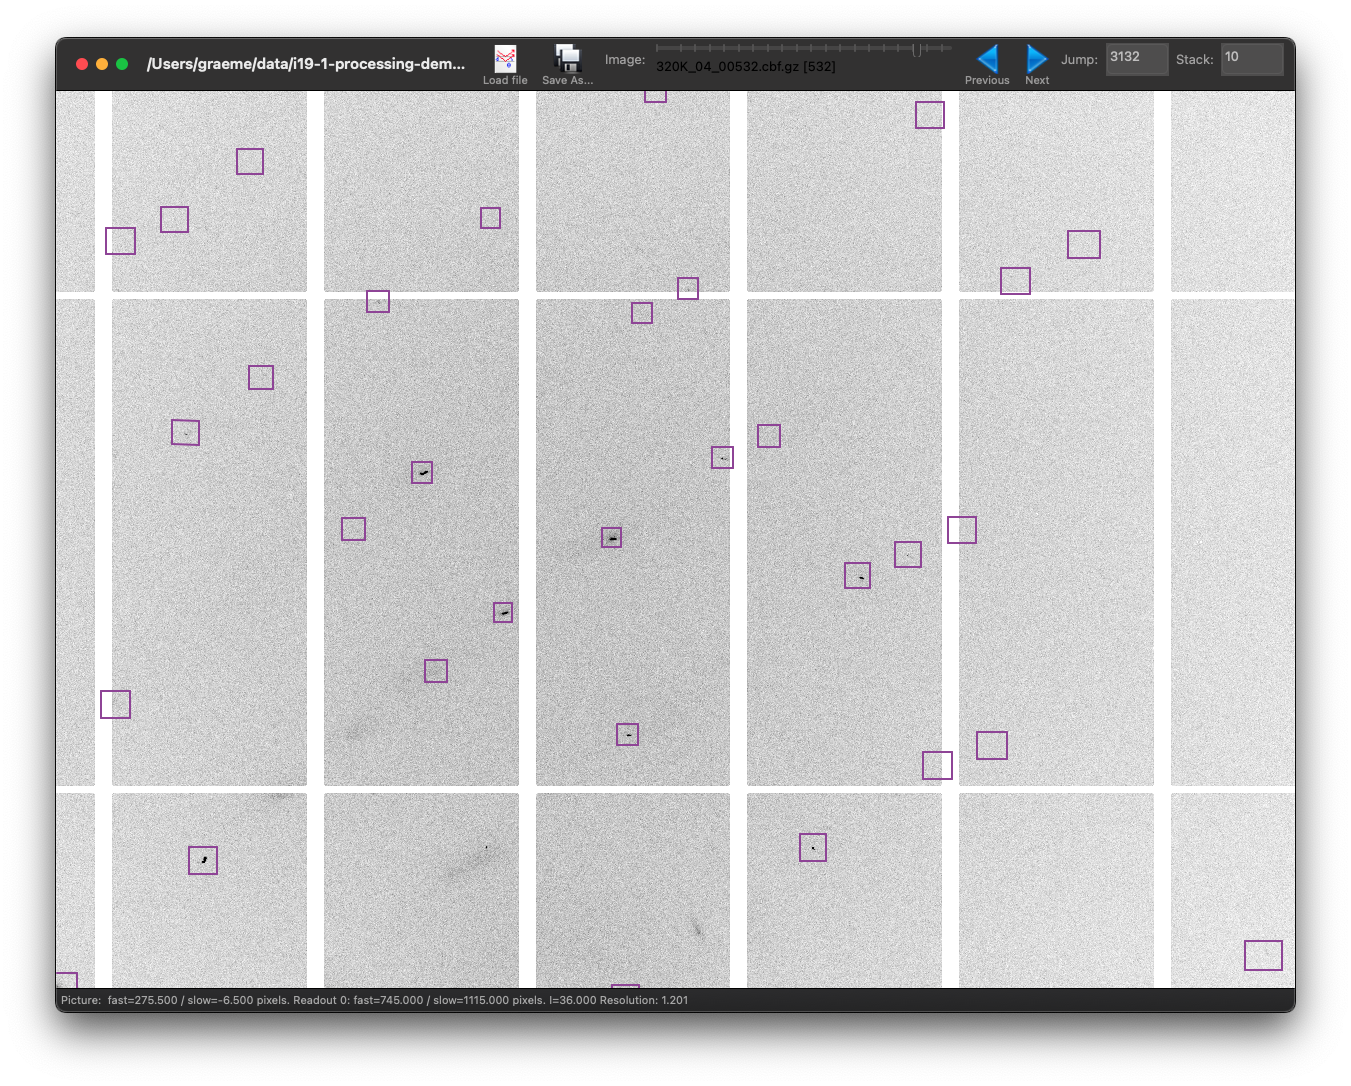 /Users/graeme/data/i19-1-processing-dem...
Load file
Save As...
Image:
320K_04_00532.cbf.gz [532]
Previous
Next
Jump:
3132
Stack:
10
Picture: fast=275.500 / slow=-6.500 pixels. Readout 0: fast=745.000 / slow=1115.000 pixels. I=36.000 Resolution: 1.201